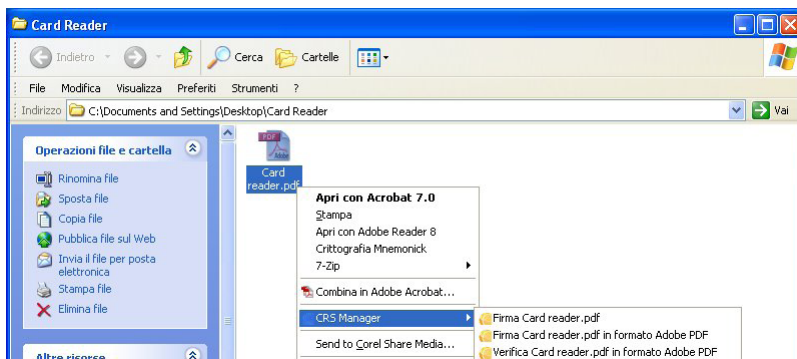 Card Reader
Indietro Cerca Cartelle
File Modifica Visualizza Preferiti Strumenti ?
Indirizzo C:\Documents and Settings\Desktop\Card Reader Vai
Operazioni file e cartella
Rinomina file
Sposta file
Copia file
Pubblica file sul Web
Invia il file per posta
elettronica
Stampa file
Elimina file
Altre risorse
PDF
Adobe
Card
reader.pdf
Apri con Acrobat 7.0
Stampa
Apri con Adobe Reader 8
Crittografia Mnemonick
7-Zip
Combina in Adobe Acrobat...
CRS Manager
Send to Corel Share Media...
Firma Card reader.pdf
Firma Card reader.pdf in formato Adobe PDF
Verifica Card reader.pdf in formato Adobe PDF